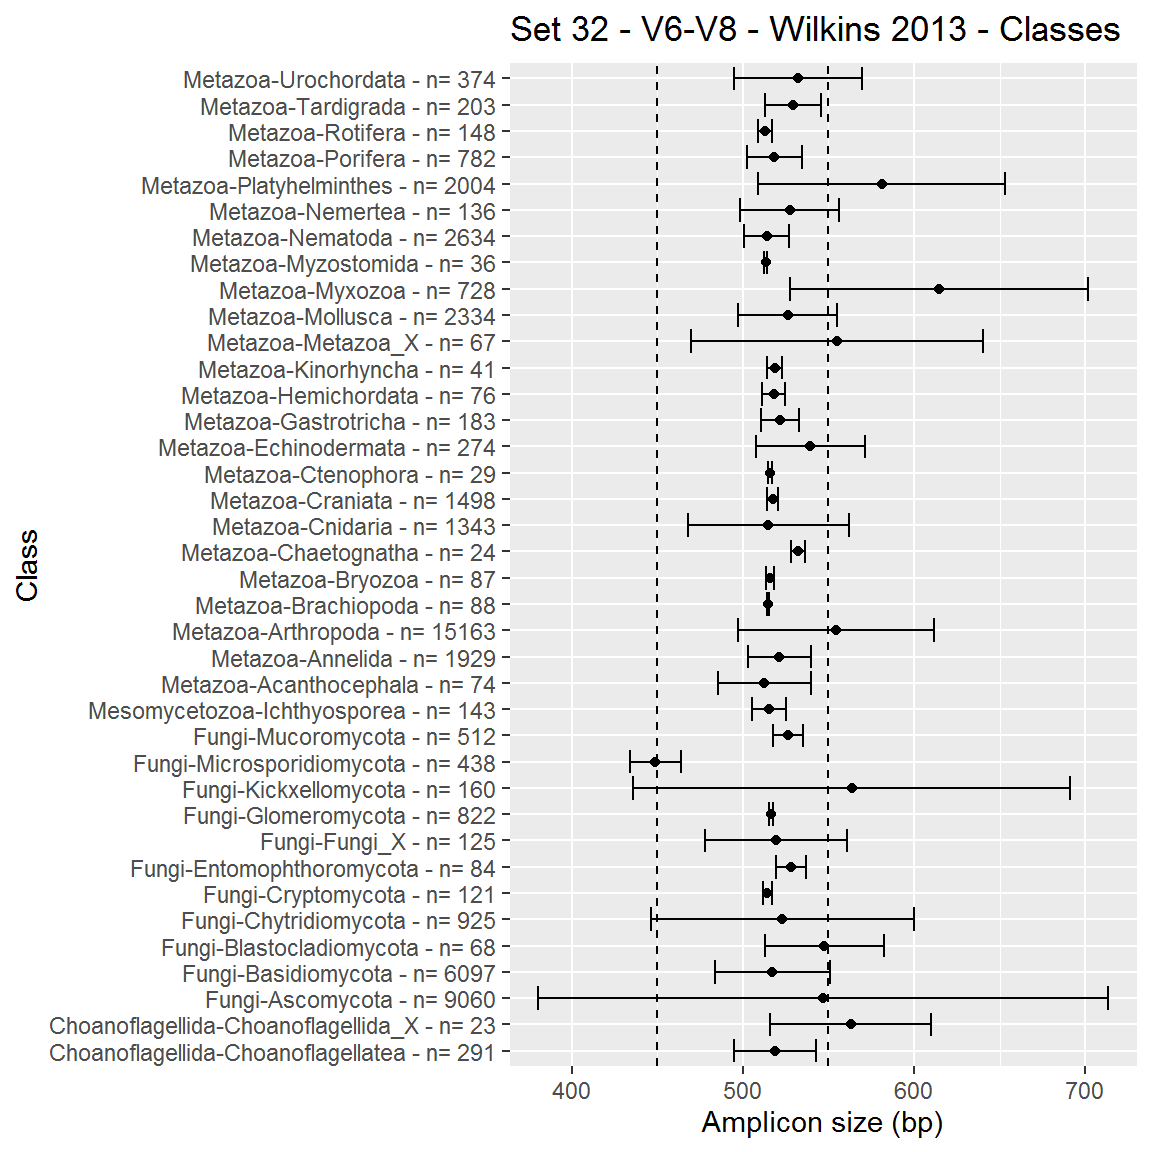 Set 32 - V6-V8 - Wilkins 2013 - Classes
Metazoa-Urochordata - n= 374
Metazoa-Tardigrada - n= 203
Metazoa-Rotifera - n= 148
Metazoa-Porifera - n= 782
Metazoa-Platyhelminthes - n= 2004
Metazoa-Nemertea - n= 136
Metazoa-Nematoda - n= 2634
Metazoa-Myzostomida - n= 36
Metazoa-Myxozoa - n= 728
Metazoa-Mollusca - n= 2334
Metazoa-Metazoa_X - n= 67
Metazoa-Kinorhyncha - n= 41
Metazoa-Hemichordata - n= 76
Metazoa-Gastrotricha - n= 183
Metazoa-Echinodermata - n= 274
Metazoa-Ctenophora - n= 29
Metazoa-Craniata - n= 1498
Metazoa-Cnidaria - n= 1343
Metazoa-Chaetognatha - n= 24
Metazoa-Bryozoa - n= 87
Metazoa-Brachiopoda - n= 88
Metazoa-Arthropoda - n= 15163
Metazoa-Annelida - n= 1929
Metazoa-Acanthocephala - n= 74
Mesomycetozoa-Ichthyosporea - n= 143
Fungi-Mucoromycota - n= 512
Fungi-Microsporidiomycota - n= 438
Fungi-Kickxellomycota - n= 160
Fungi-Glomeromycota - n= 822
Fungi-Fungi_X - n= 125
Fungi-Entomophthoromycota - n= 84
Fungi-Cryptomycota - n= 121
Fungi-Chytridiomycota - n= 925
Fungi-Blastocladiomycota - n= 68
Fungi-Basidiomycota - n= 6097
Fungi-Ascomycota - n= 9060
Choanoflagellida-Choanoflagellida_X - n= 23
Choanoflagellida-Choanoflagellatea - n= 291
Class
400 500 600 700
Amplicon size (bp)